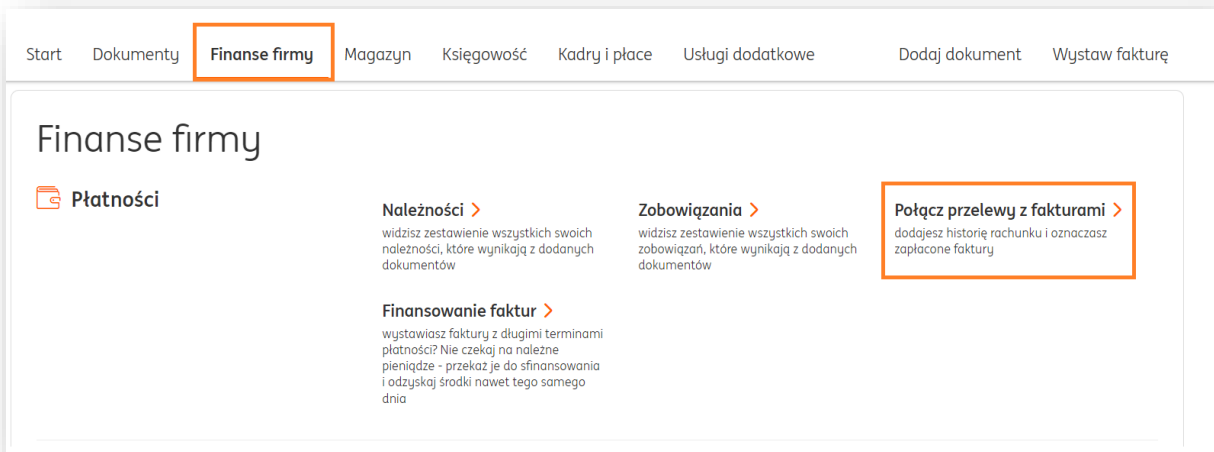 Start Dokumenty Finanse firmy Magazyn Księgowość Kadry i płace Usługi dodatkowe Dodaj dokument Wystaw fakturę
Finanse firmy
Płatności
Należności
widzisz zestawienie wszystkich swoich
należności, które wynikają z dodanych
dokumentów
Zobowiązania
widzisz zestawienie wszystkich swoich
zobowiązań, które wynikają z dodanych
dokumentów
Połącz przelewy z fakturami
dodajesz historię rachunku i oznaczasz
zapłacone faktury
Finansowanie faktur
wystawiasz faktury z długimi terminami
płatności? Nie czekaj na należne
pieniądze - przekaż je do sfinansowania
i odzyskaj środki nawet tego samego
dnia